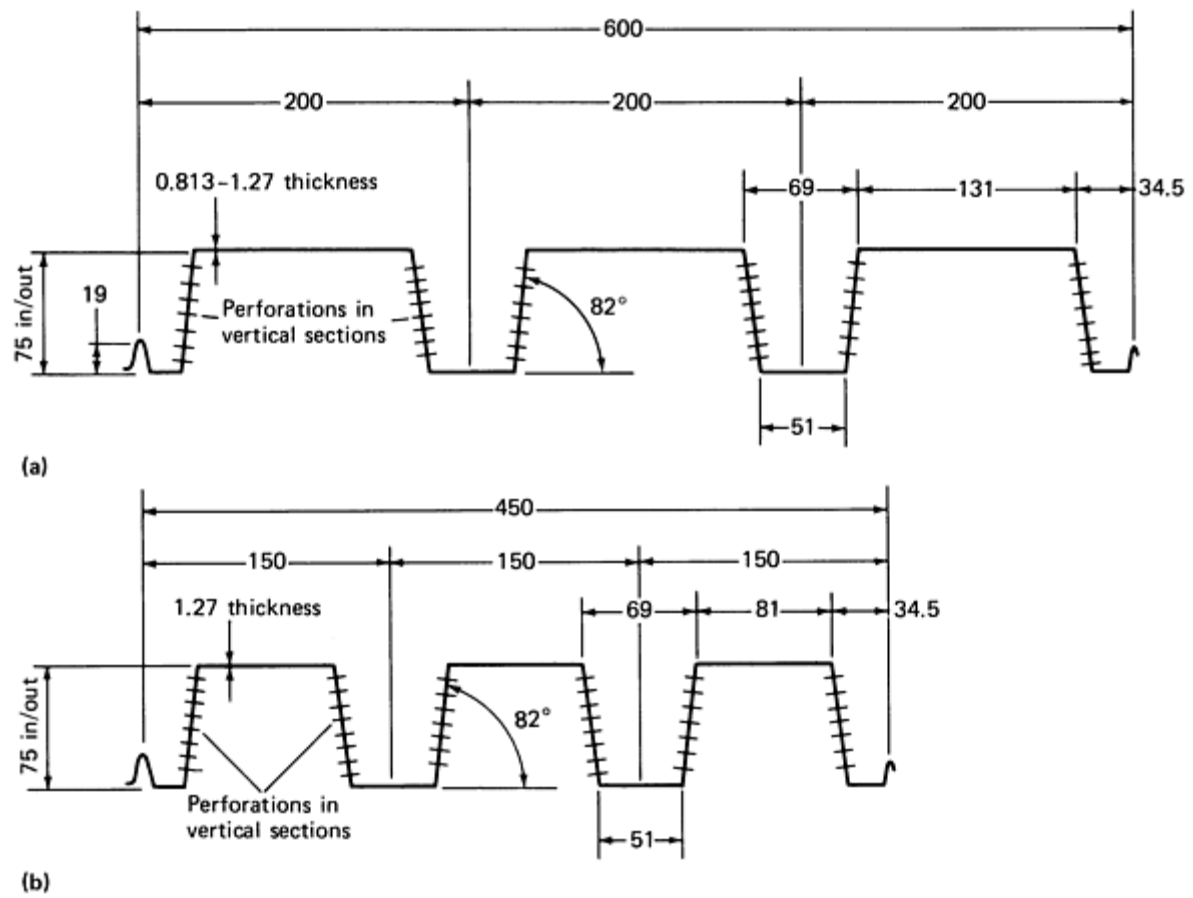 600
200
200
200
0.813-1.27 thickness
69
131
34.5
75 in/out
19
Perforations in
vertical sections
82°
51
(a)
450
150
150
150
1.27 thickness
69
81
34.5
75 in/out
82°
Perforations in
vertical sections
51
(b)